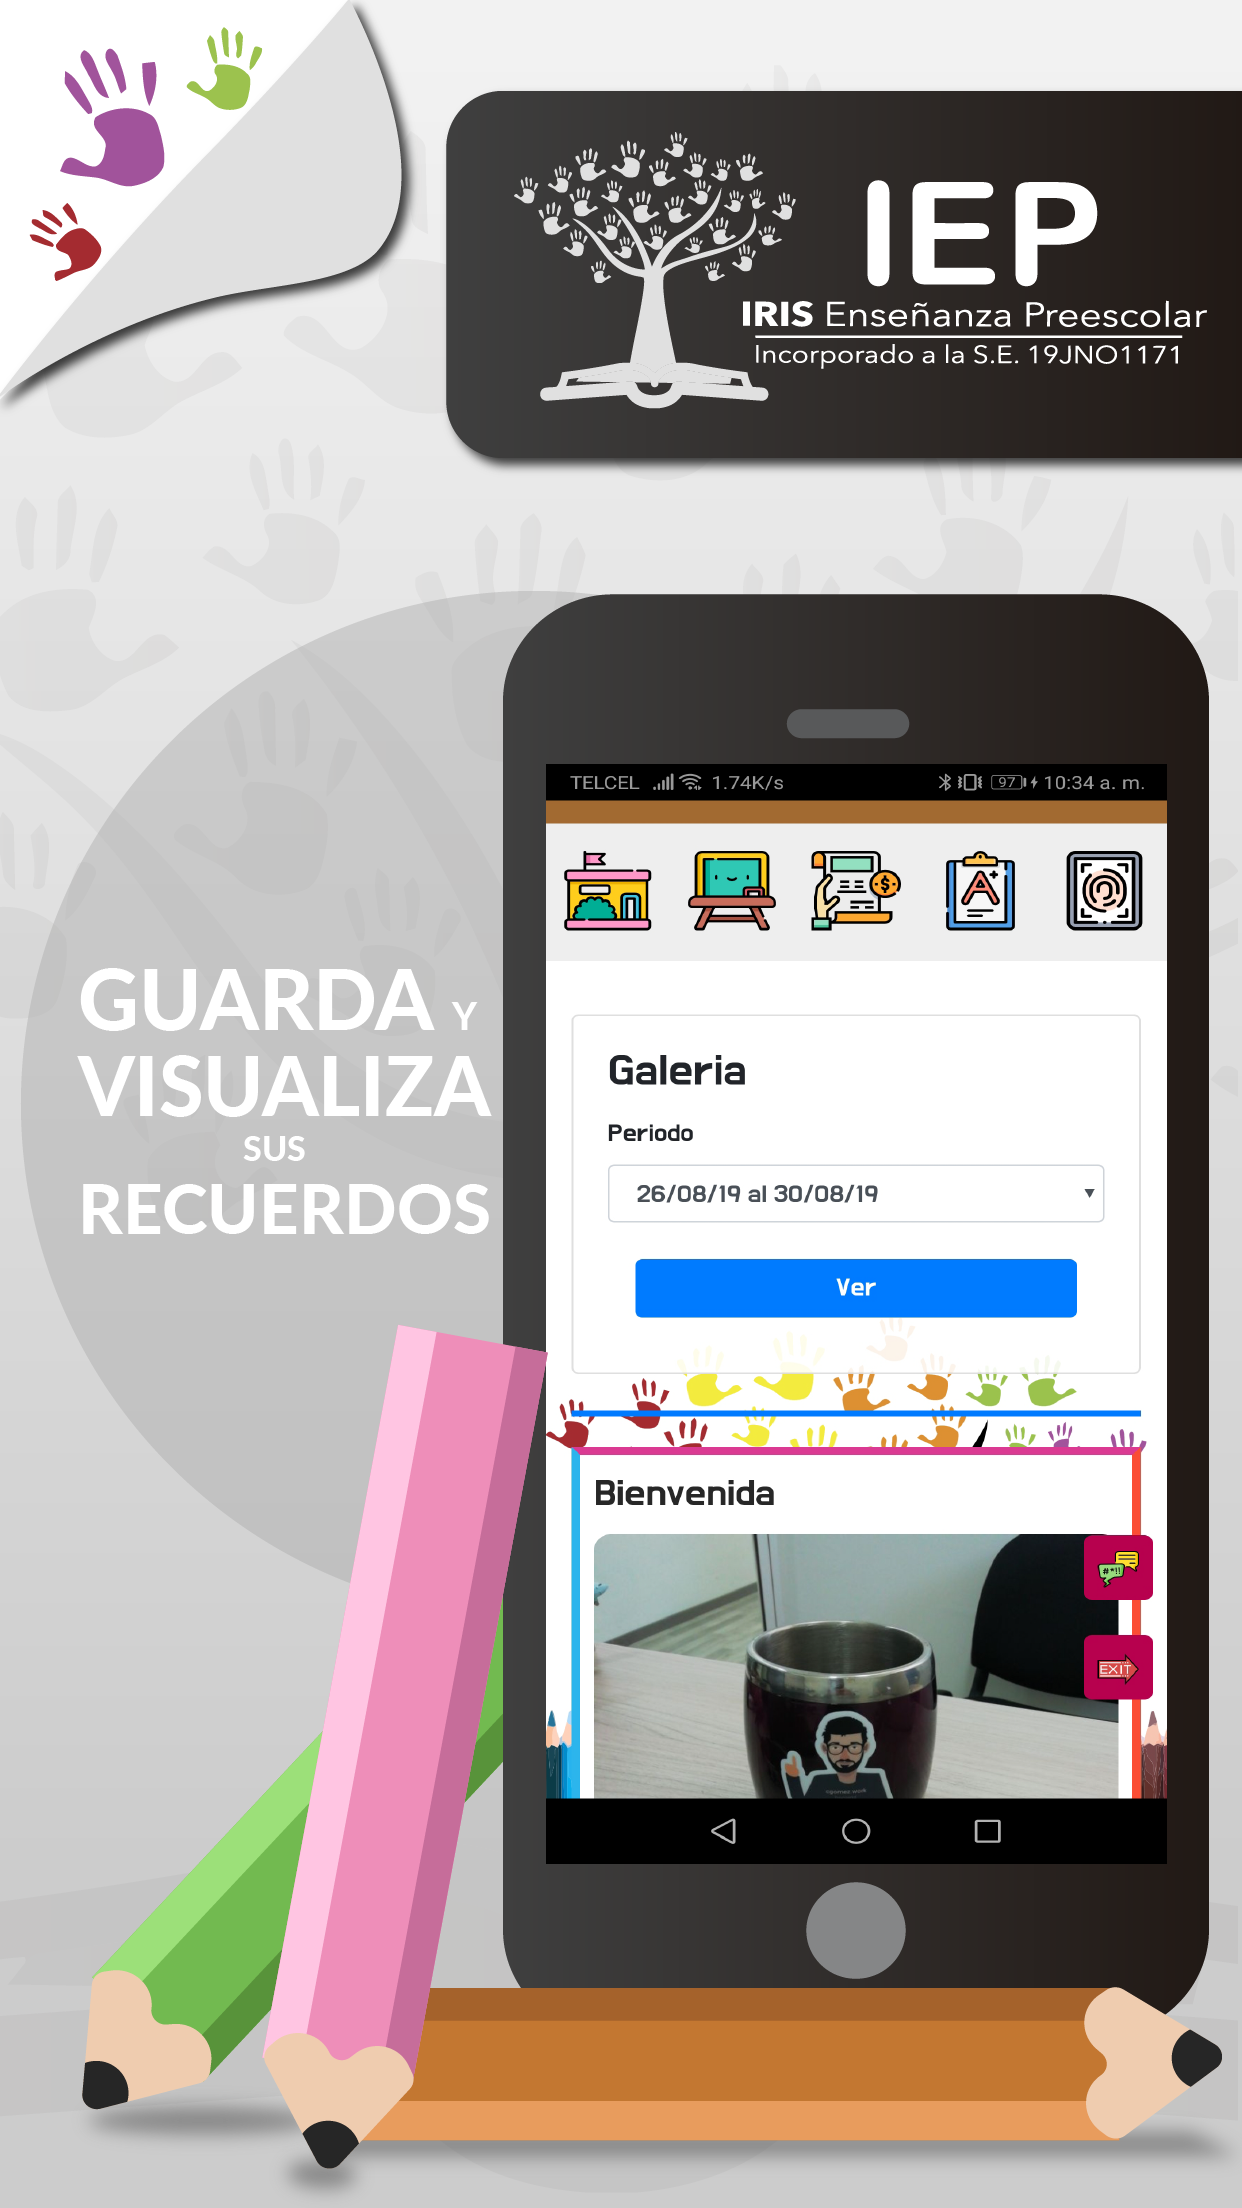 IEP
IRIS Enseñanza Preescolar
Incorporado a la S.E. 19JNO1171
TELCEL 1.74K/s 97 10:34 a. m.
GUARDA Y
VISUALIZA
SUS
RECUERDOS
Galeria
Periodo
26/08/19 al 30/08/19
Ver
Bienvenida
#*!!
EXIT